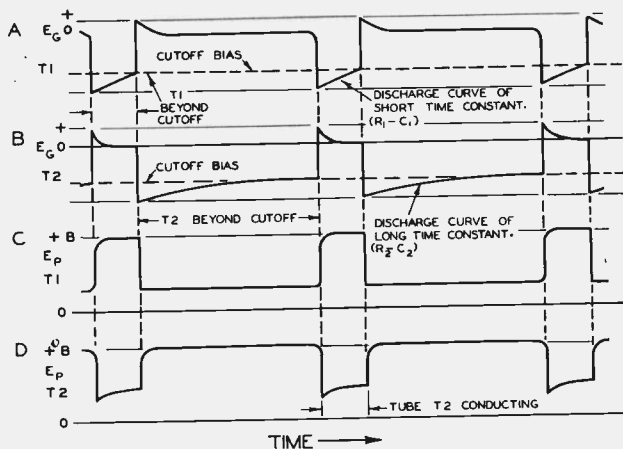 A
+
E_G 0
T1
CUTOFF BIAS
T1
BEYOND
CUTOFF
DISCHARGE CURVE OF
SHORT TIME CONSTANT.
(R₁-C₁)
B
+
E_G 0
T2
CUTOFF BIAS
T2 BEYOND CUTOFF
DISCHARGE CURVE OF
LONG TIME CONSTANT.
(R₂-C₂)
C
+B
E_P
T1
0
D
+B
E_P
T2
0
TUBE T2 CONDUCTING
TIME